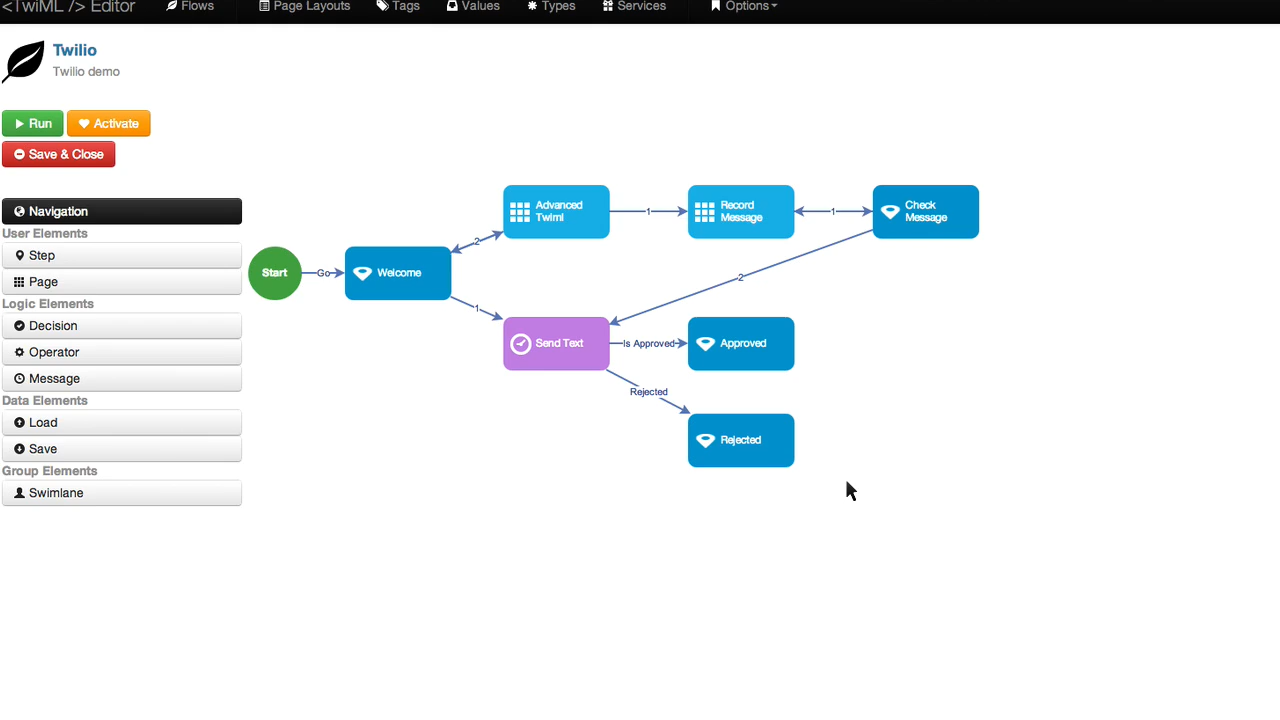 <TwiML /> Editor Flows Page Layouts Tags Values Types Services Options
Twilio
Twilio demo
Run Activate
Save & Close
Navigation
User Elements
Step
Page
Logic Elements
Decision
Operator
Message
Data Elements
Load
Save
Group Elements
Swimlane
Start
Go
Welcome
2
1
Advanced
Twiml
1
Record
Message
1
Check
Message
2
Send Text
Is Approved
Approved
Rejected
Rejected